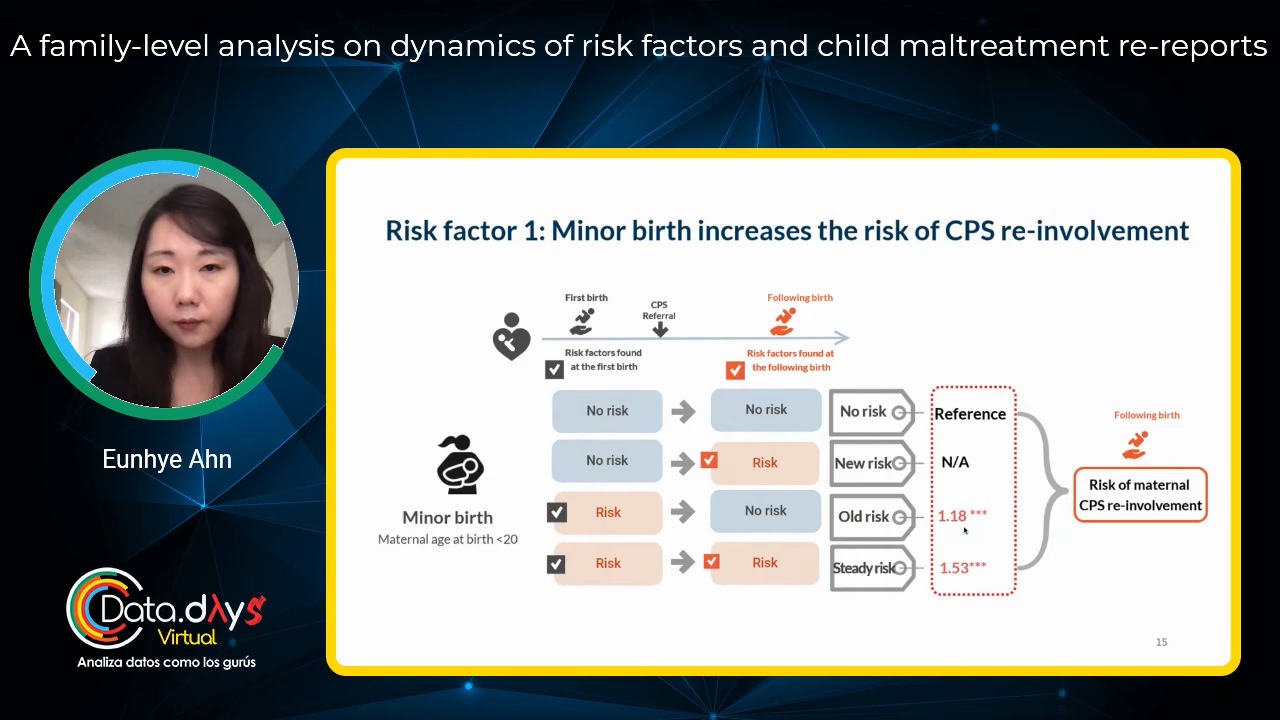 A family-level analysis on dynamics of risk factors and child maltreatment re-reports
Eunhye Ahn
Data.dλys
Virtual
Analiza datos como los gurús
Risk factor 1: Minor birth increases the risk of CPS re-involvement
First birth
CPS
Referral
Following birth
Risk factors found
at the first birth
Risk factors found at
the following birth
No risk
No risk
No risk
Reference
No risk
Risk
New risk
N/A
Risk
No risk
Old risk
1.18 ***
Risk
Risk
Steady risk
1.53***
Minor birth
Maternal age at birth <20
Following birth
Risk of maternal
CPS re-involvement
15